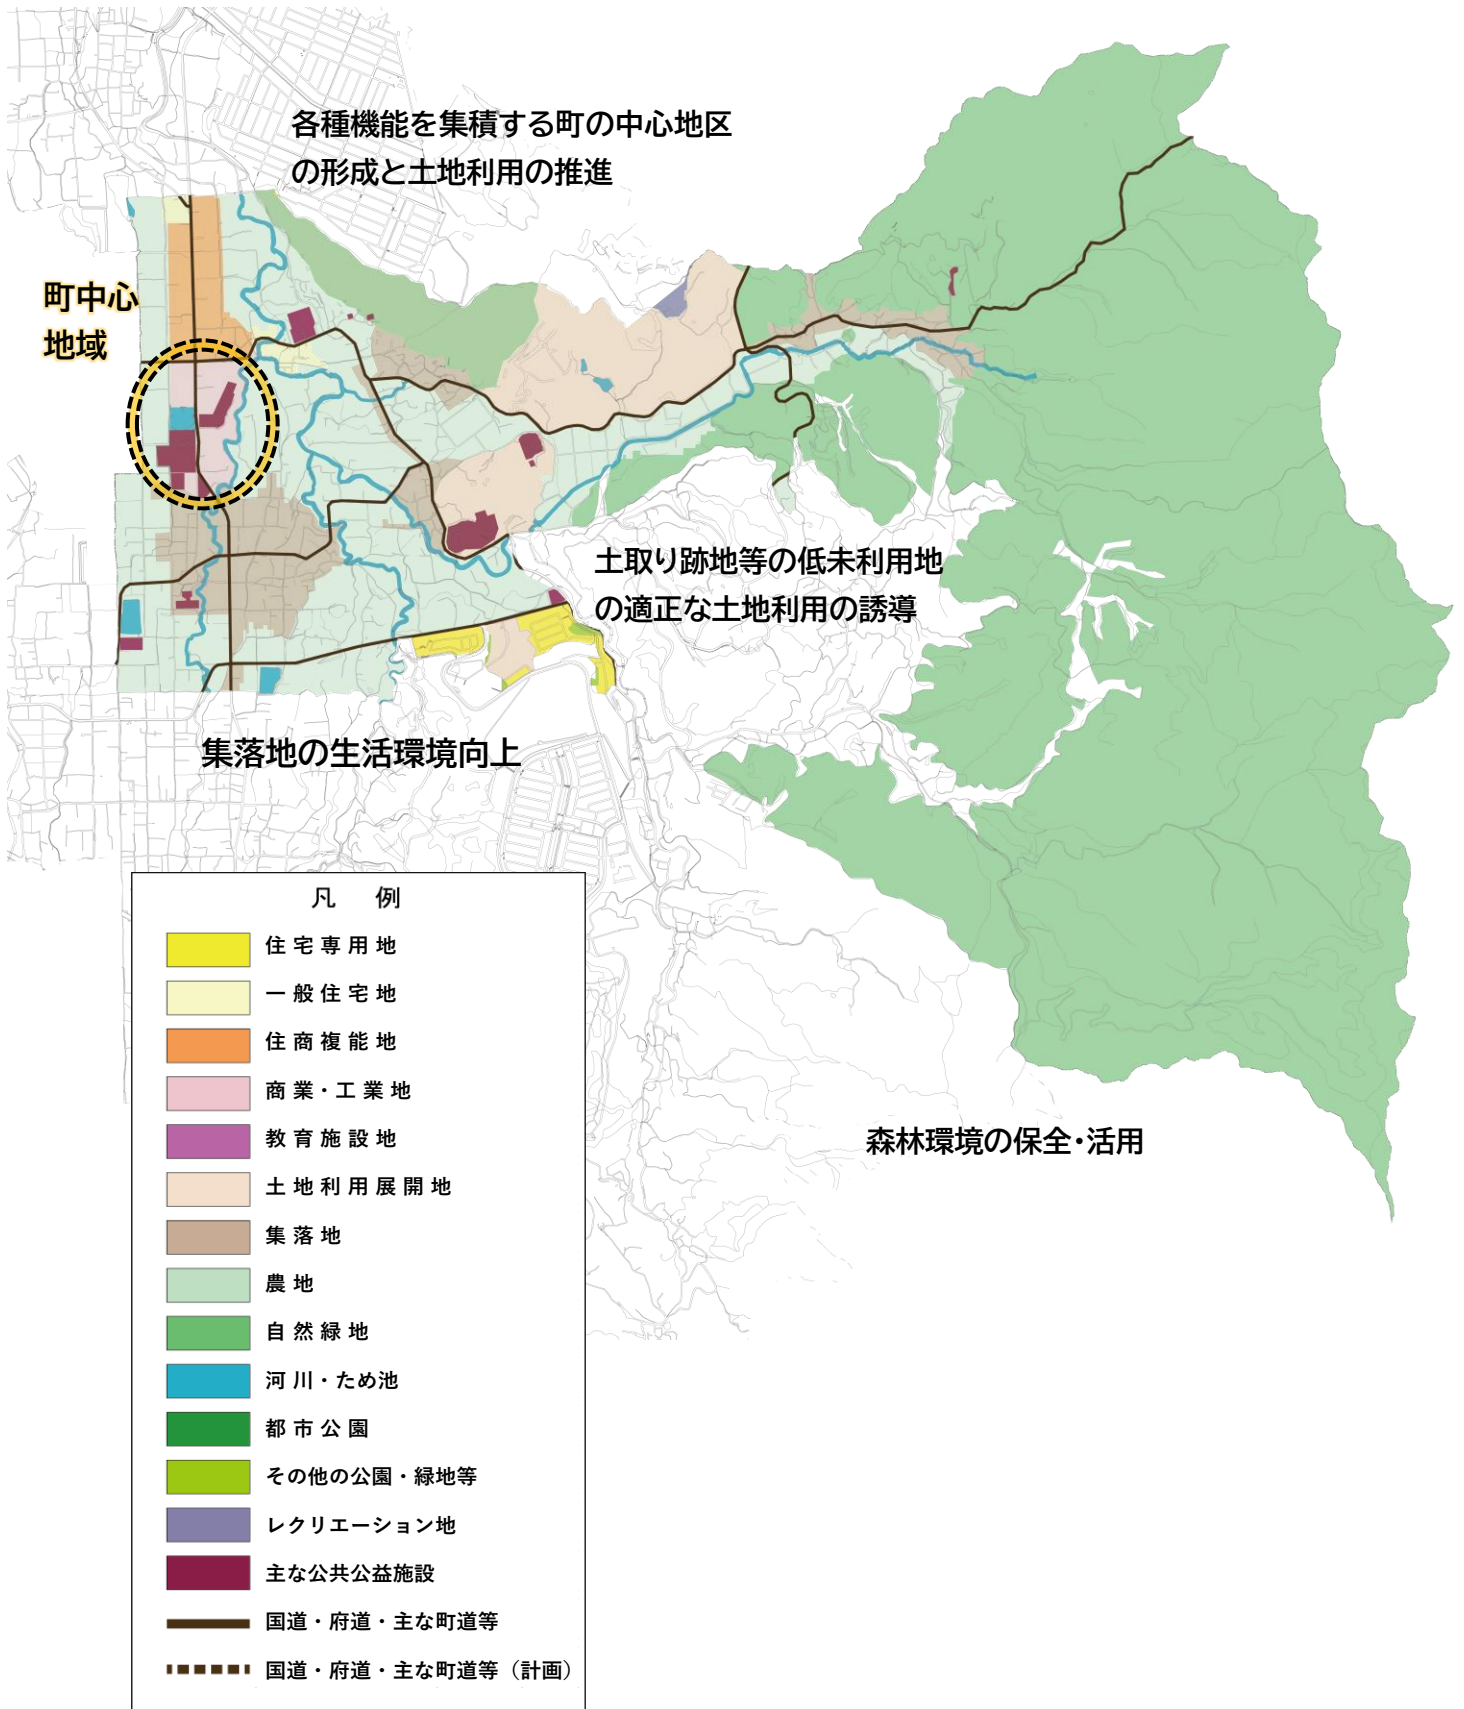 各種機能を集積する町の中心地区
の形成と土地利用の推進
町中心
地域
土取り跡地等の低未利用地
の適正な土地利用の誘導
集落地の生活環境向上
森林環境の保全・活用
凡　例
住宅専用地
一般住宅地
住商複能地
商業・工業地
教育施設地
土地利用展開地
集落地
農地
自然緑地
河川・ため池
都市公園
その他の公園・緑地等
レクリエーション地
主な公共公益施設
国道・府道・主な町道等
国道・府道・主な町道等（計画）